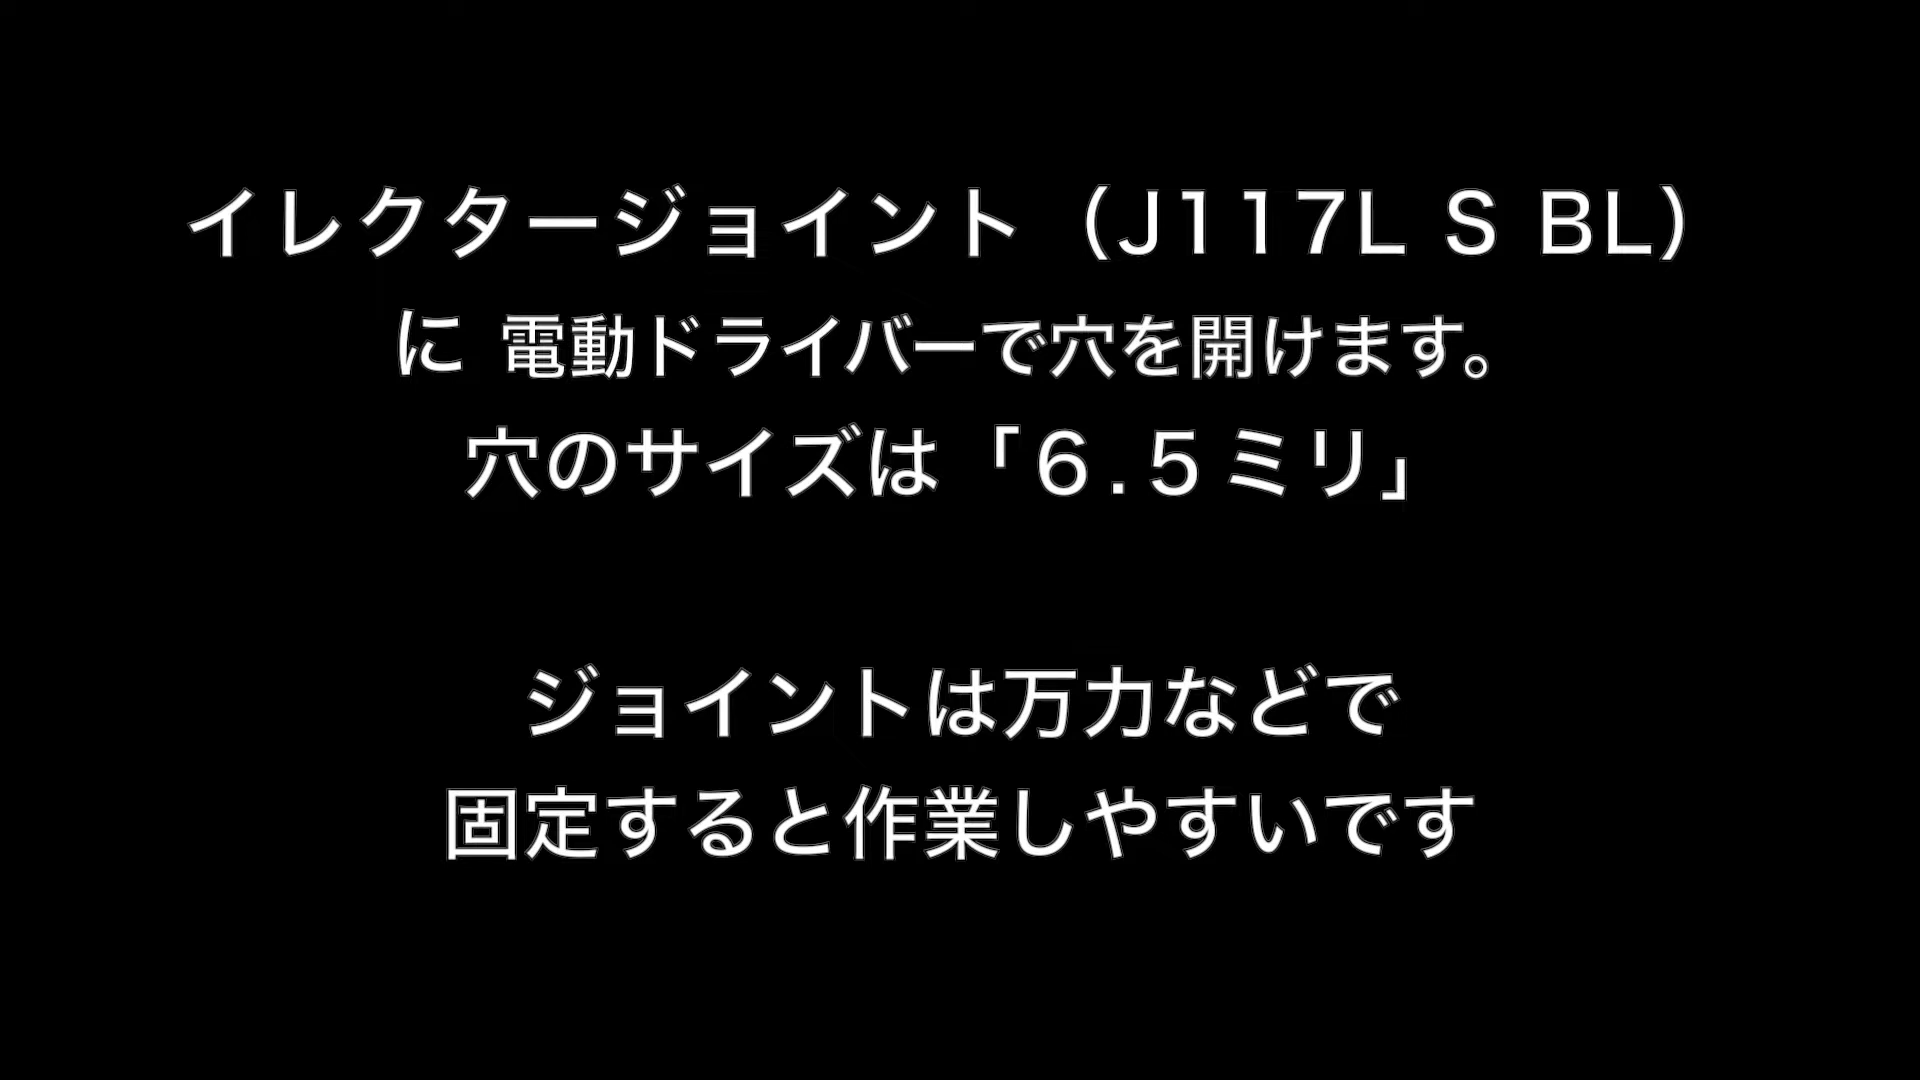 イレクタージョイント（J117L S BL）
に 電動ドライバーで穴を開けます。
穴のサイズは「６.５ミリ」
ジョイントは万力などで
固定すると作業しやすいです